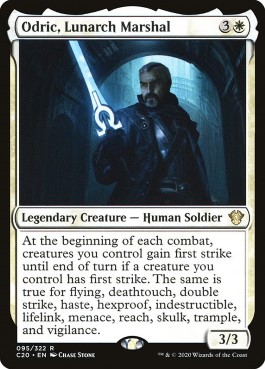 Odric, Lunarch Marshal 3
Legendary Creature — Human Soldier
At the beginning of each combat,
creatures you control gain first strike
until end of turn if a creature you
control has first strike. The same is
true for flying, deathtouch, double
strike, haste, hexproof, indestructible,
lifelink, menace, reach, skulk, trample,
and vigilance.
3/3
095/322 R
C20 • EN Chase Stone
™ & © 2020 Wizards of the Coast